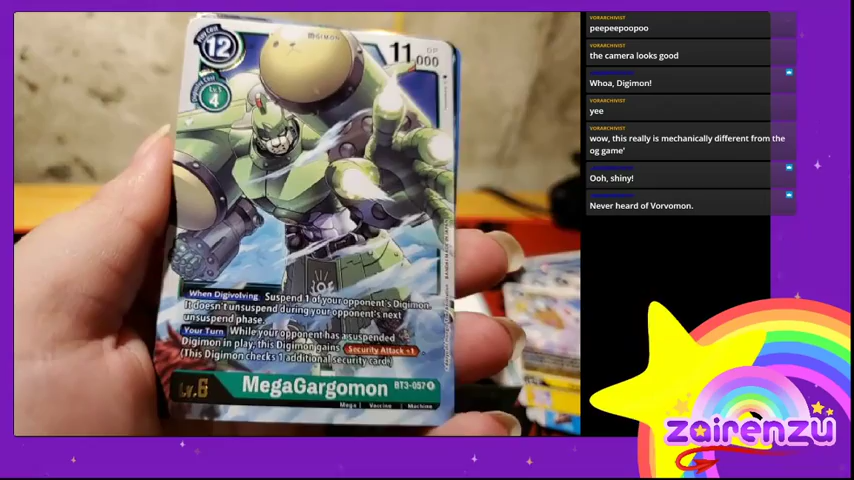 Play Cost
12
DIGIMON
11
DP
000
Lv.5
4
When Digivolving Suspend 1 of your opponent's Digimon.
It doesn't unsuspend during your opponent's next
unsuspend phase.
Your Turn While your opponent has a suspended
Digimon in play, this Digimon gains Security Attack +1
(This Digimon checks 1 additional security card.)
Lv.6
MegaGargomon
BT3-057 R
Mega | Vaccine | Machine
VORARCHIVIST
peepeepoopoo
VORARCHIVIST
the camera looks good
Whoa, Digimon!
VORARCHIVIST
yee
VORARCHIVIST
wow, this really is mechanically different from the
og game'
Ooh, shiny!
Never heard of Vorvomon.
zairenzu